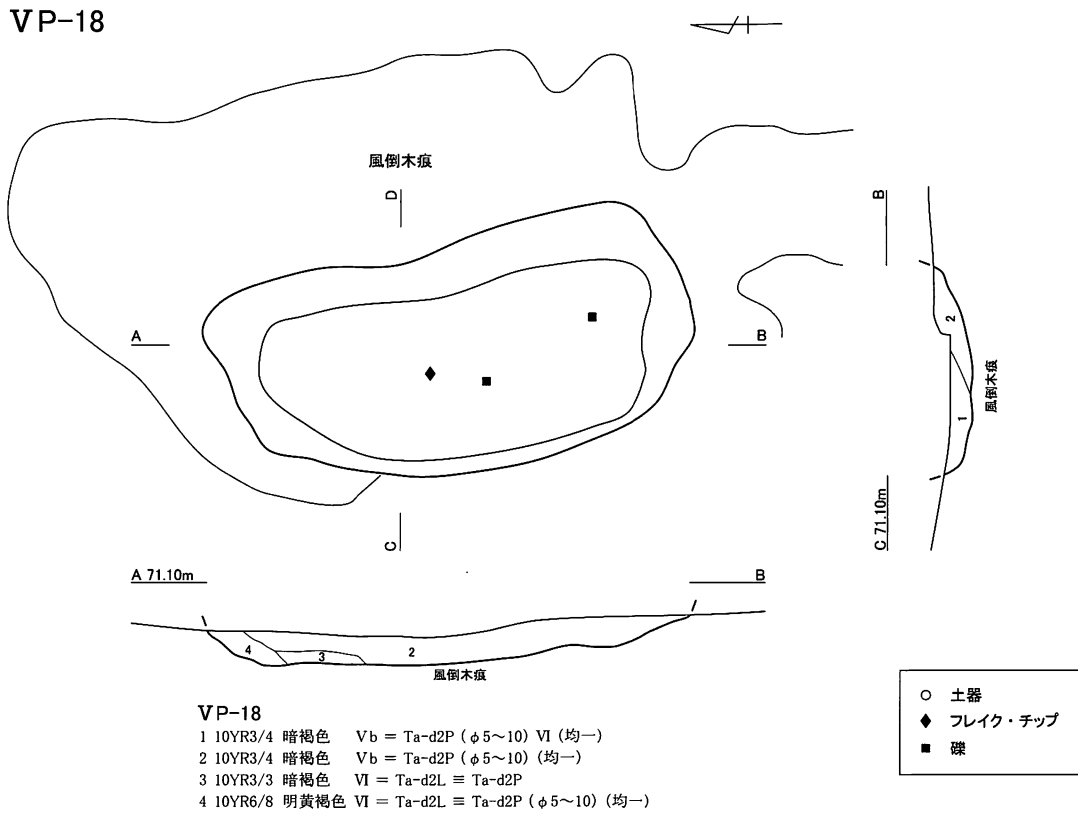 VP-18
風倒木痕
D
A
B
C
B
2
1
風倒木痕
C 71.10m
A 71.10m
B
4
3
2
風倒木痕
VP-18
1 10YR3/4 暗褐色 Vb = Ta-d2P (φ5～10) VI (均一)
2 10YR3/4 暗褐色 Vb = Ta-d2P (φ5～10) (均一)
3 10YR3/3 暗褐色 VI = Ta-d2L ≡ Ta-d2P
4 10YR6/8 明黄褐色 VI = Ta-d2L ≡ Ta-d2P (φ5～10) (均一)
土器
フレイク・チップ
礫